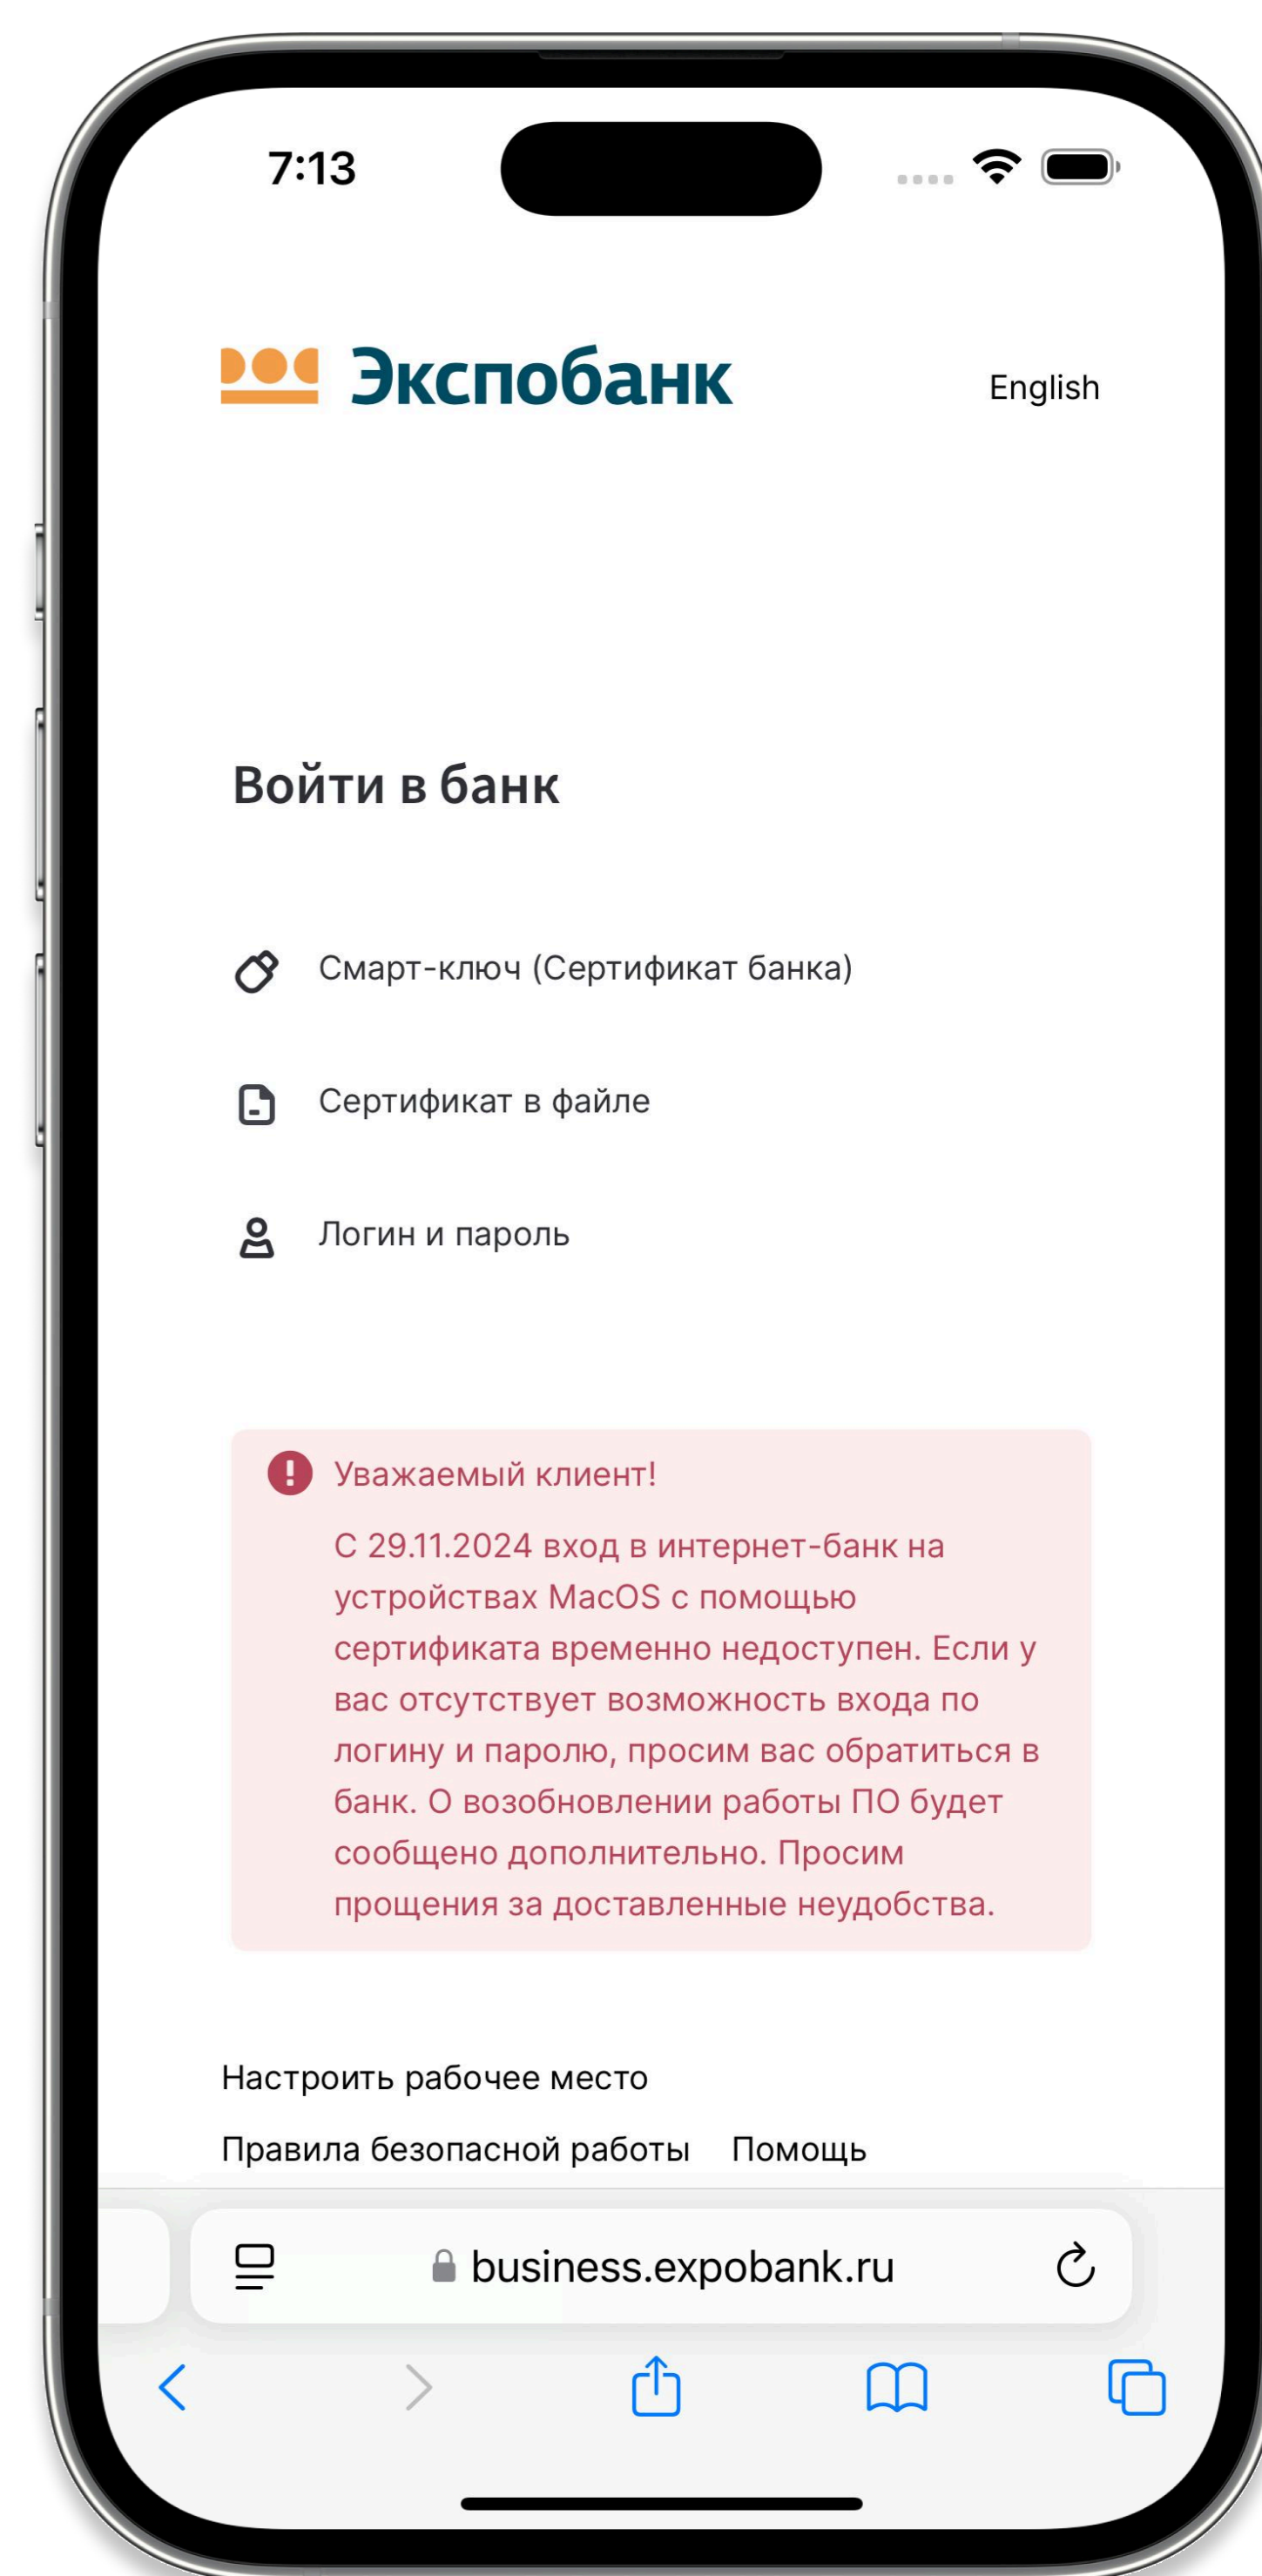 7:13
Экспобанк
English
Войти в банк
Смарт-ключ (Сертификат банка)
Сертификат в файле
Логин и пароль
Уважаемый клиент!
С 29.11.2024 вход в интернет-банк на
устройствах MacOS с помощью
сертификата временно недоступен. Если у
вас отсутствует возможность входа по
логину и паролю, просим вас обратиться в
банк. О возобновлении работы ПО будет
сообщено дополнительно. Просим
прощения за доставленные неудобства.
Настроить рабочее место
Правила безопасной работы Помощь
business.expobank.ru